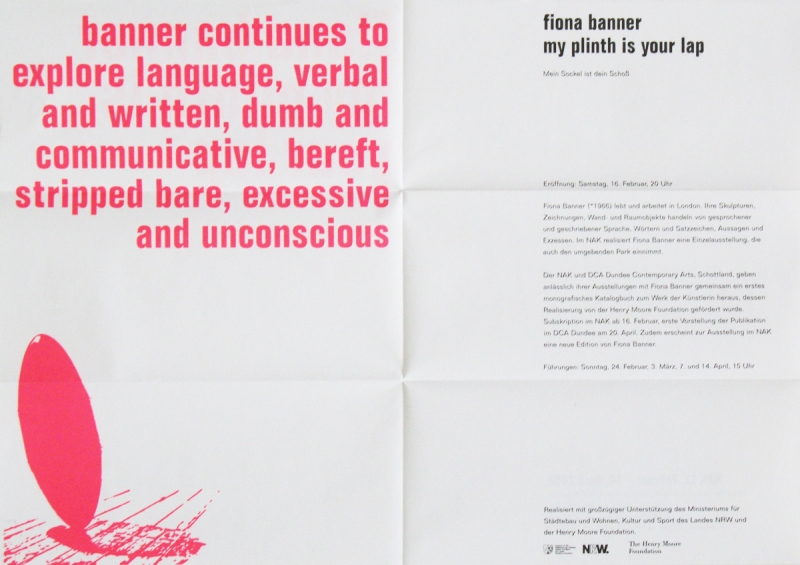 banner continues to
explore language, verbal
and written, dumb and
communicative, bereft,
stripped bare, excessive
and unconscious
fiona banner
my plinth is your lap
Mein Sockel ist dein Schoß
Eröffnung: Samstag, 16. Februar, 20 Uhr
Fiona Banner (*1966) lebt und arbeitet in London. Ihre Skulpturen,
Zeichnungen, Wand- und Raumobjekte handeln von gesprochener
und geschriebener Sprache, Wörtern und Satzzeichen, Aussagen und
Exzessen. Im NAK realisiert Fiona Banner eine Einzelausstellung, die
auch den umgebenden Park einnimmt.
Der NAK und DCA Dundee Contemporary Arts, Schottland, geben
anlässlich ihrer Ausstellungen mit Fiona Banner gemeinsam ein erstes
monografisches Katalogbuch zum Werk der Künstlerin heraus, dessen
Realisierung von der Henry Moore Foundation gefördert wurde.
Subskription im NAK ab 16. Februar, erste Vorstellung der Publikation
im DCA Dundee am 20. April. Zudem erscheint zur Ausstellung im NAK
eine neue Edition von Fiona Banner.
Führungen: Sonntag, 24. Februar, 3. März, 7. und 14. April, 15 Uhr
Realisiert mit großzügiger Unterstützung des Ministeriums für
Städtebau und Wohnen, Kultur und Sport des Landes NRW und
der Henry Moore Foundation.
NRW.
The Henry Moore
Foundation